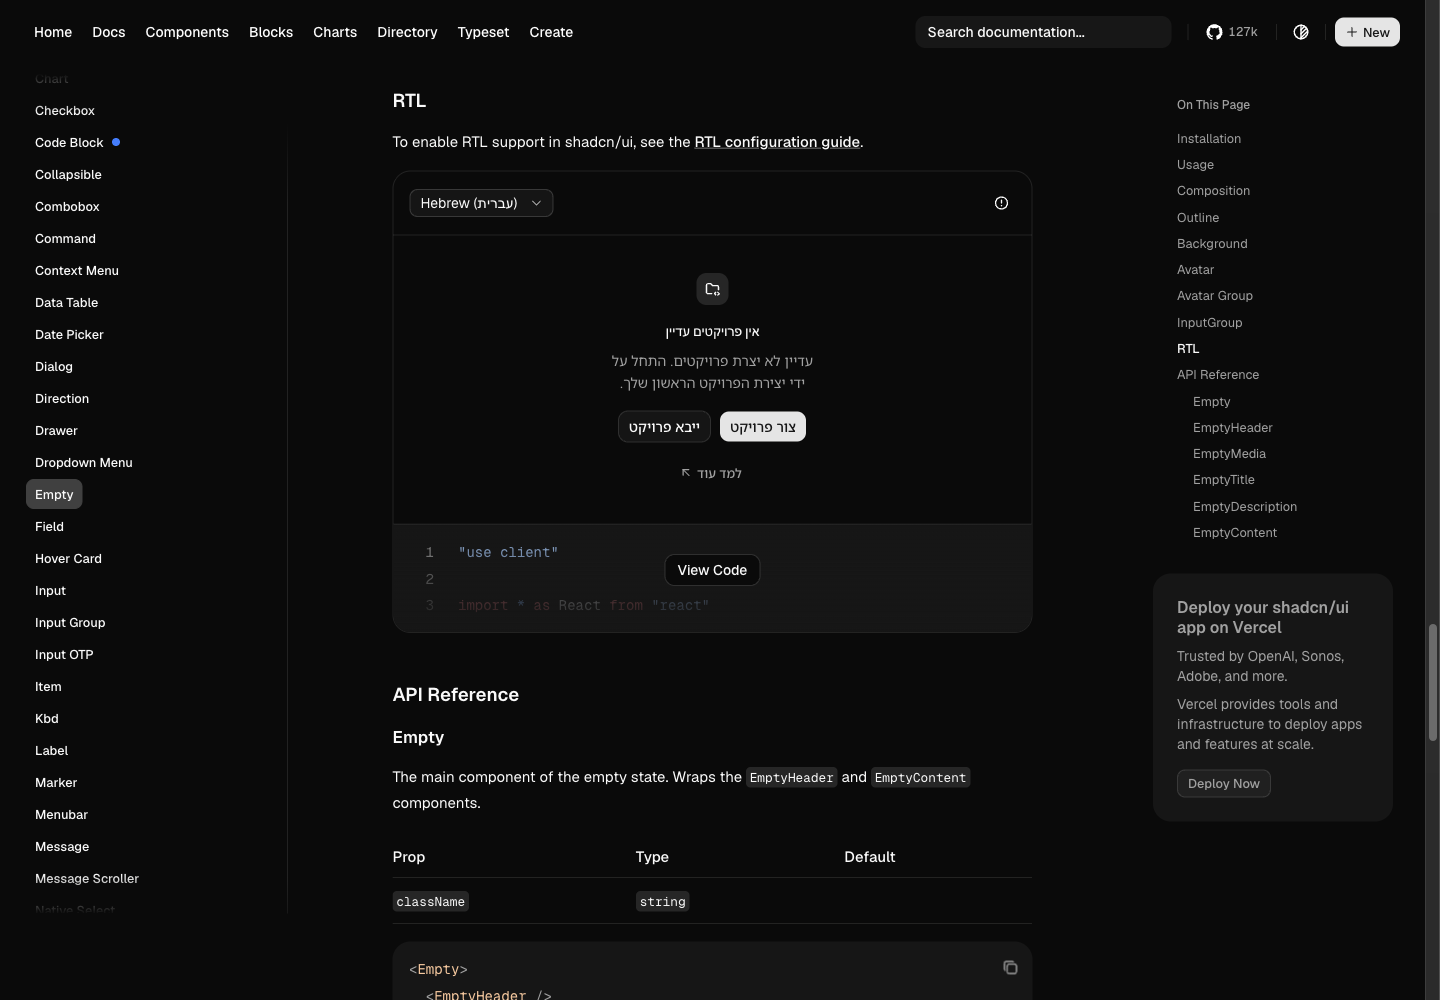 Home Docs Components Blocks Charts Directory Typeset Create
Search documentation...
127k
New
Chart
Checkbox
Code Block
Collapsible
Combobox
Command
Context Menu
Data Table
Date Picker
Dialog
Direction
Drawer
Dropdown Menu
Empty
Field
Hover Card
Input
Input Group
Input OTP
Item
Kbd
Label
Marker
Menubar
Message
Message Scroller
Native Select
RTL
To enable RTL support in shadcn/ui, see the RTL configuration guide.
Hebrew (עברית)
אין פרויקטים עדיין
עדיין לא יצרת פרויקטים. התחל על
ידי יצירת הפרויקט הראשון שלך.
צור פרויקט
ייבא פרויקט
למד עוד
1 "use client"
2
3 import * as React from "react"
View Code
API Reference
Empty
The main component of the empty state. Wraps the EmptyHeader and EmptyContent
components.
Prop Type Default
className string
<Empty>
<EmptyHeader />
On This Page
Installation
Usage
Composition
Outline
Background
Avatar
Avatar Group
InputGroup
RTL
API Reference
Empty
EmptyHeader
EmptyMedia
EmptyTitle
EmptyDescription
EmptyContent
Deploy your shadcn/ui
app on Vercel
Trusted by OpenAI, Sonos,
Adobe, and more.
Vercel provides tools and
infrastructure to deploy apps
and features at scale.
Deploy Now